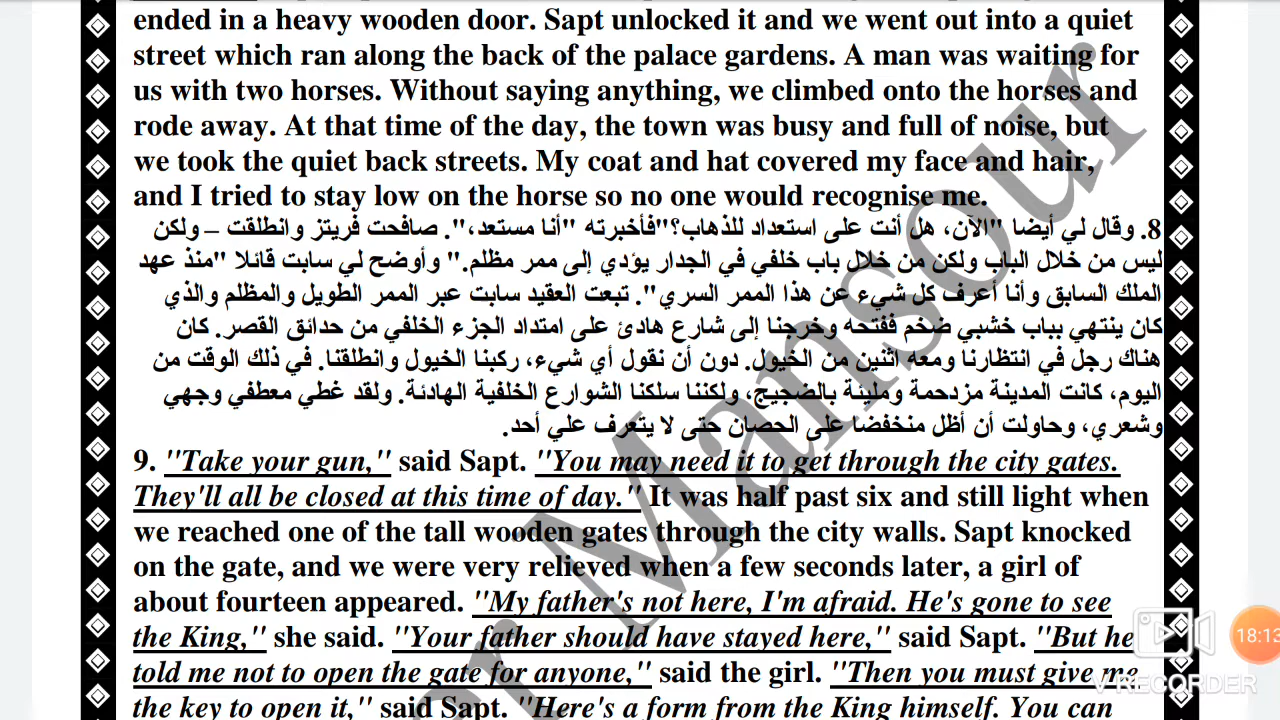 ended in a heavy wooden door. Sapt unlocked it and we went out into a quiet
street which ran along the back of the palace gardens. A man was waiting for
us with two horses. Without saying anything, we climbed onto the horses and
rode away. At that time of the day, the town was busy and full of noise, but
we took the quiet back streets. My coat and hat covered my face and hair,
and I tried to stay low on the horse so no one would recognise me.
8. وقال لي أيضا "الآن، هل أنت على استعداد للذهاب؟"فأخبرته "أنا مستعد،". صافحت فريتز وانطلقت – ولكن
ليس من خلال الباب ولكن من خلال باب خلفي في الجدار يؤدي إلى ممر مظلم." وأوضح لي سابت قائلا "منذ عهد
الملك السابق وأنا أعرف كل شيء عن هذا الممر السري". تبعت العقيد سابت عبر الممر الطويل والمظلم والذي
كان ينتهي بباب خشبي ضخم ففتحه وخرجنا إلى شارع هادئ على امتداد الجزء الخلفي من حدائق القصر. كان
هناك رجل في انتظارنا ومعه اثنين من الخيول. دون أن نقول أي شيء، ركبنا الخيول وانطلقنا. في ذلك الوقت من
اليوم، كانت المدينة مزدحمة ومليئة بالضجيج، ولكننا سلكنا الشوارع الخلفية الهادئة. ولقد غطي معطفي وجهي
وشعري، وحاولت أن أظل منخفضا على الحصان حتى لا يتعرف علي أحد.
9. "Take your gun," said Sapt. "You may need it to get through the city gates.
They'll all be closed at this time of day." It was half past six and still light when
we reached one of the tall wooden gates through the city walls. Sapt knocked
on the gate, and we were very relieved when a few seconds later, a girl of
about fourteen appeared. "My father's not here, I'm afraid. He's gone to see
the King," she said. "Your father should have stayed here," said Sapt. "But he
told me not to open the gate for anyone," said the girl. "Then you must give me
the key to open it," said Sapt. "Here's a form from the King himself. You can
er Mansour
18:13
V RECORDER